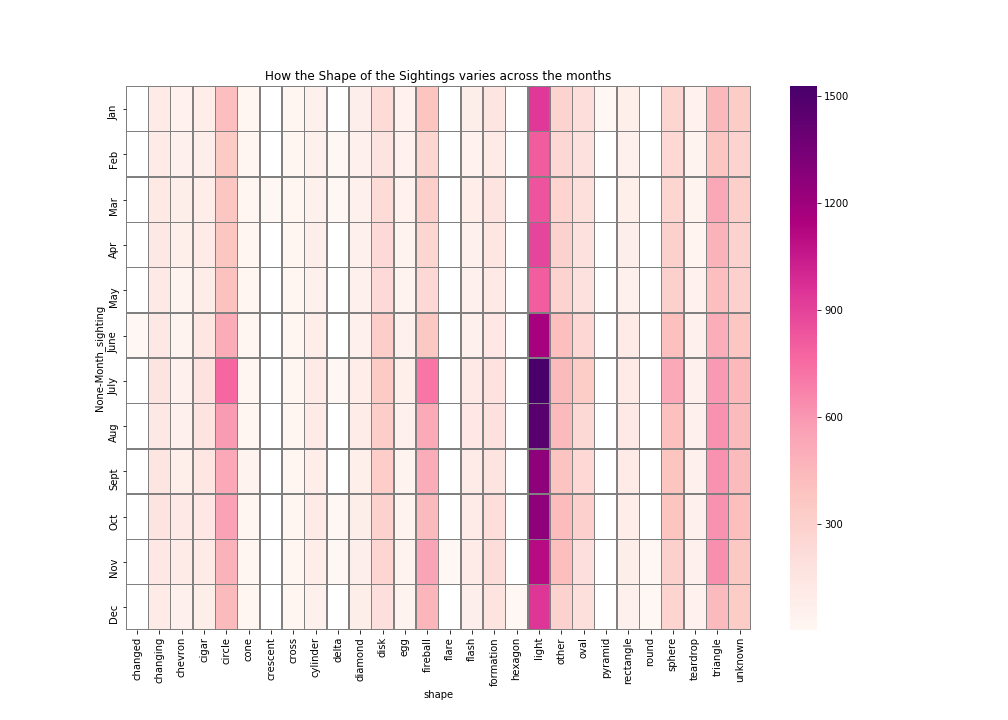 How the Shape of the Sightings varies across the months
None-Month_sighting
Jan
Feb
Mar
Apr
May
June
July
Aug
Sept
Oct
Nov
Dec
changed
changing
chevron
cigar
circle
cone
crescent
cross
cylinder
delta
diamond
disk
egg
fireball
flare
flash
formation
hexagon
light
other
oval
pyramid
rectangle
round
sphere
teardrop
triangle
unknown
shape
1500
1200
900
600
300